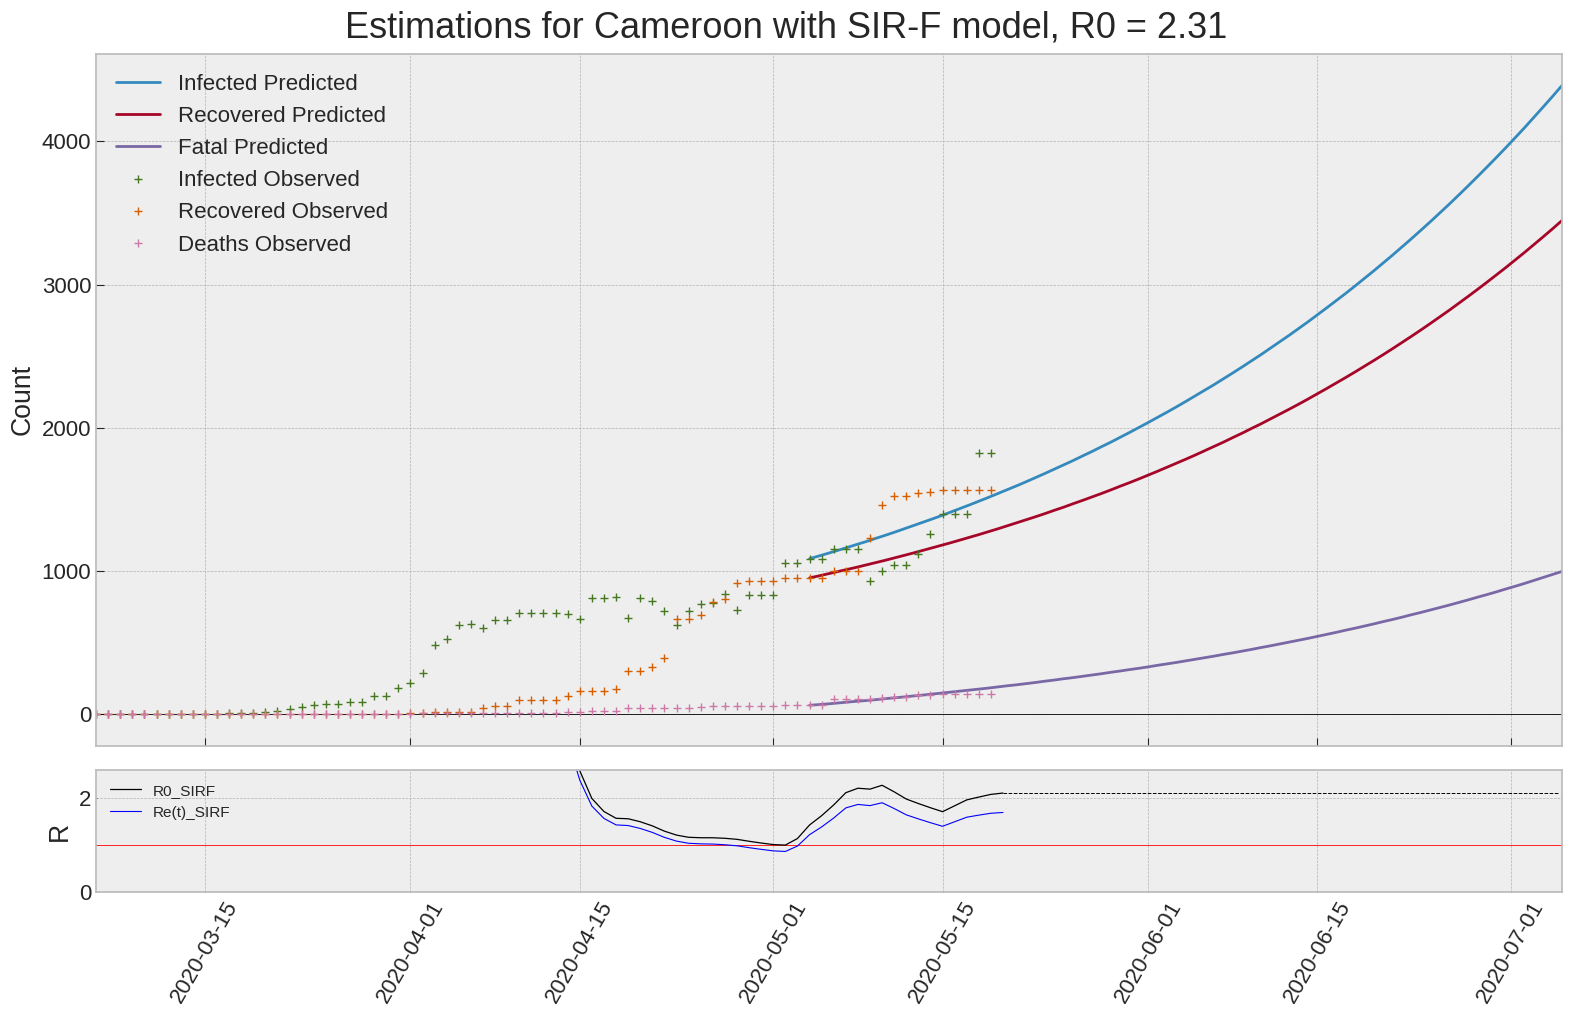 Estimations for Cameroon with SIR-F model, R0 = 2.31
Infected Predicted
Recovered Predicted
Fatal Predicted
Infected Observed
Recovered Observed
Deaths Observed
4000
3000
2000
1000
0
Count
R0_SIRF
Re(t)_SIRF
2
0
R
2020-03-15
2020-04-01
2020-04-15
2020-05-01
2020-05-15
2020-06-01
2020-06-15
2020-07-01